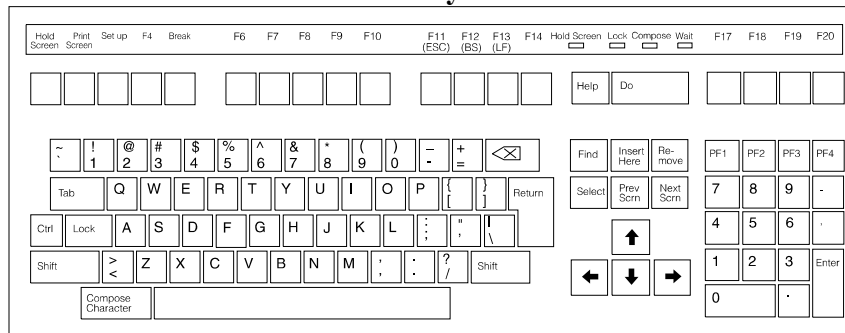 Hold Screen Print Screen Set up F4 Break F6 F7 F8 F9 F10 F11 (ESC) F12 (BS) F13 (LF) F14 Hold Screen Lock Compose Wait F17 F18 F19 F20
Help Do
~ ` ! 1 @ 2 # 3 $ 4 % 5 ^ 6 & 7 * 8 ( 9 ) 0 – - + = Find Insert Here Re-move PF1 PF2 PF3 PF4
Tab Q W E R T Y U I O P { [ } ] Return Select Prev Scrn Next Scrn 7 8 9 -
Ctrl Lock A S D F G H J K L : ; " ' | \ 4 5 6 ,
Shift > < Z X C V B N M , , . . ? / Shift 1 2 3 Enter
Compose Character 0 .